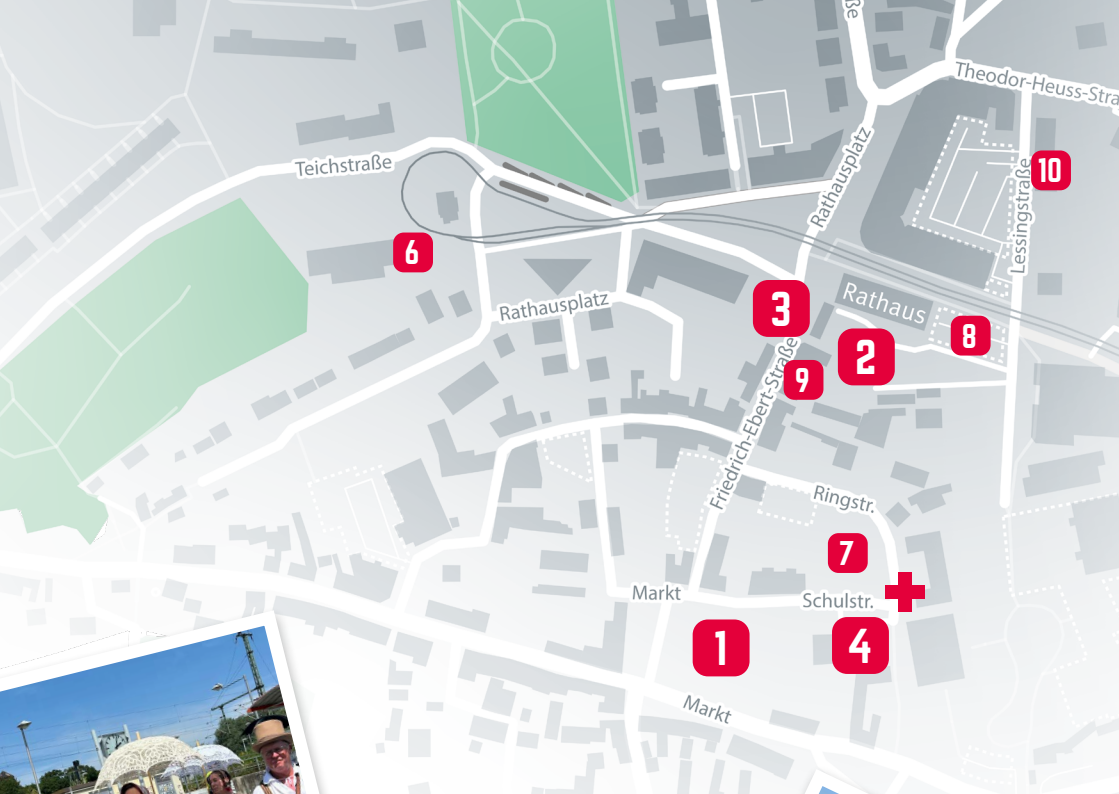 ße
Theodor-Heuss-Stra
Teichstraße
Rathausplatz
10
Lessingstraße
6
Rathausplatz
3
Rathaus
8
2
9
Friedrich-Ebert-Straße
Ringstr.
7
Markt
Schulstr.
1
4
Markt